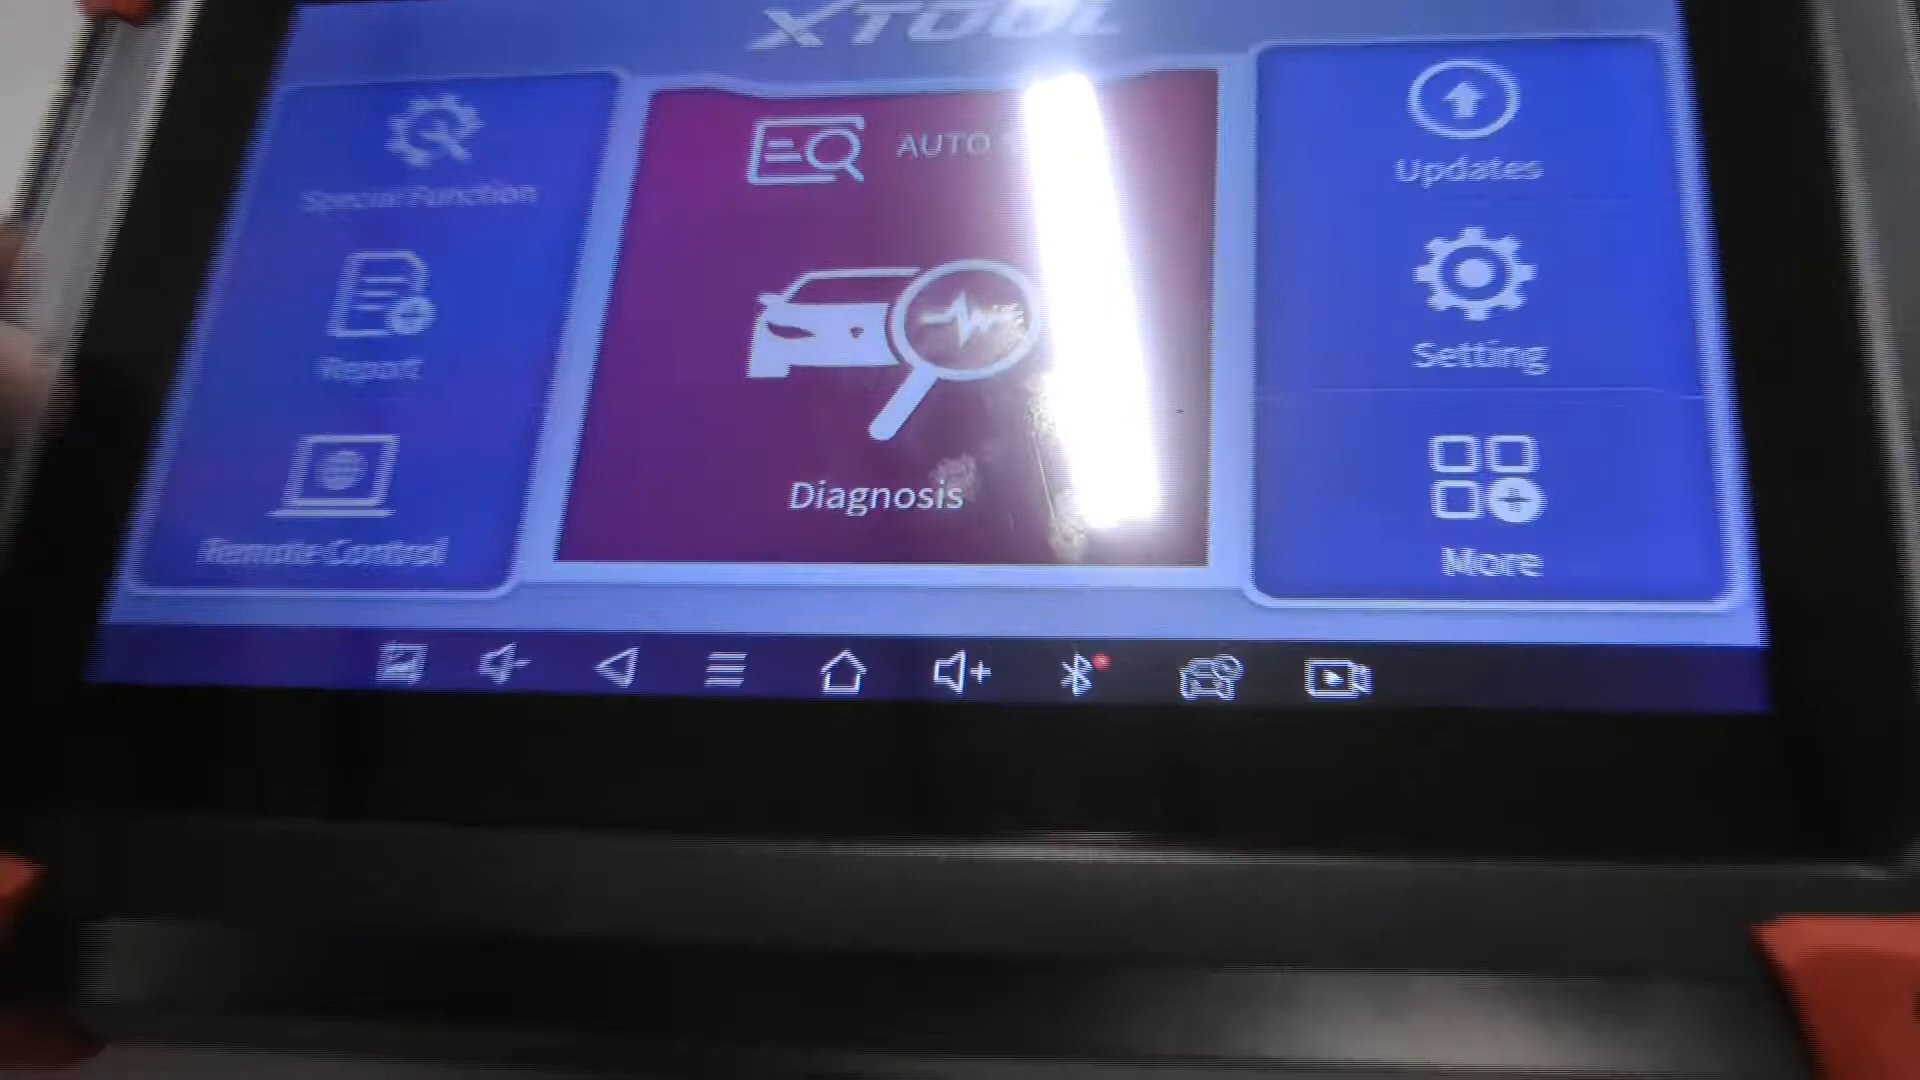 XTOOL
Special Function
AUTO
Updates
Report
Setting
Diagnosis
Remote Control
More